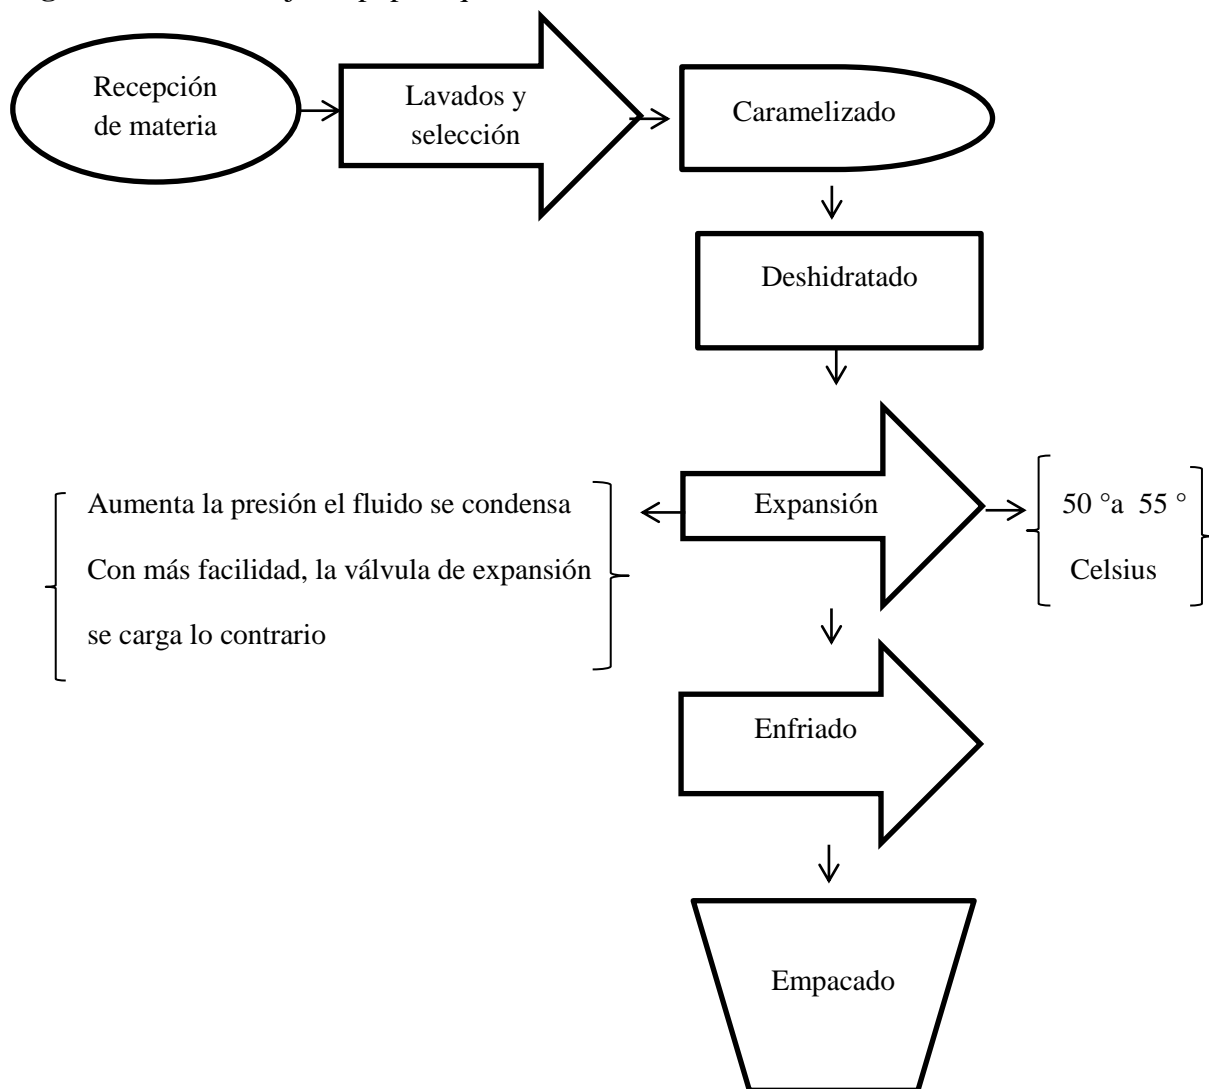 Recepción
de materia
Lavados y
selección
Caramelizado
Deshidratado
Aumenta la presión el fluido se condensa
Con más facilidad, la válvula de expansión
se carga lo contrario
Expansión
50 °a 55 °
Celsius
Enfriado
Empacado